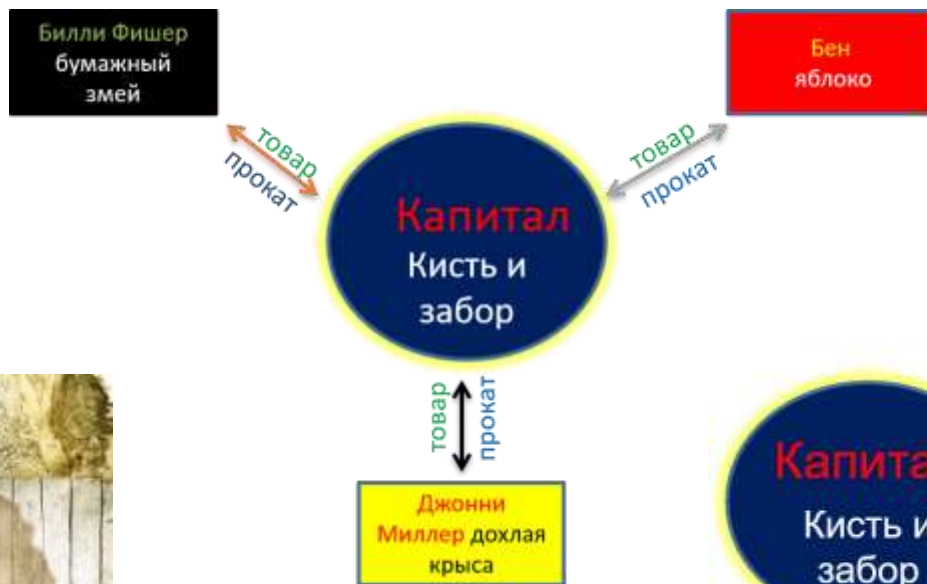 Билли Фишер
бумажный
змей
Бен
яблоко
товар
прокат
товар
прокат
Капитал
Кисть и
забор
товар
прокат
Джонни
Миллер дохлая
крыса
Капита
Кисть и
забор